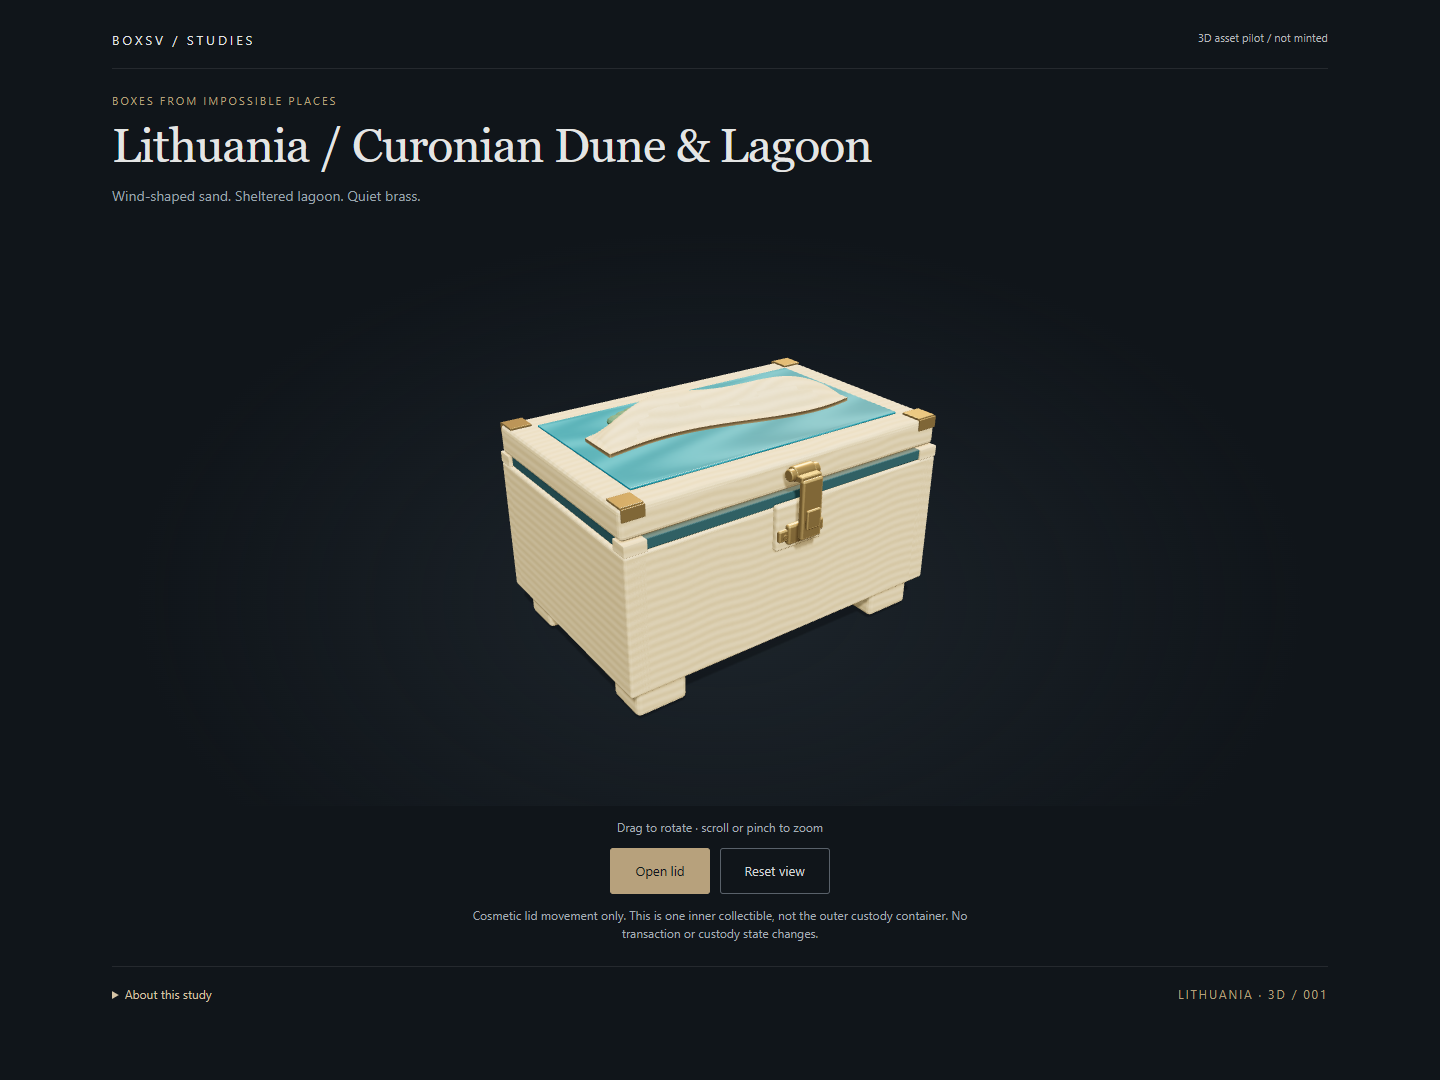 BOXSV / STUDIES
3D asset pilot / not minted
BOXES FROM IMPOSSIBLE PLACES
Lithuania / Curonian Dune & Lagoon
Wind-shaped sand. Sheltered lagoon. Quiet brass.
Drag to rotate · scroll or pinch to zoom
Open lid
Reset view
Cosmetic lid movement only. This is one inner collectible, not the outer custody container. No
transaction or custody state changes.
About this study
LITHUANIA · 3D / 001